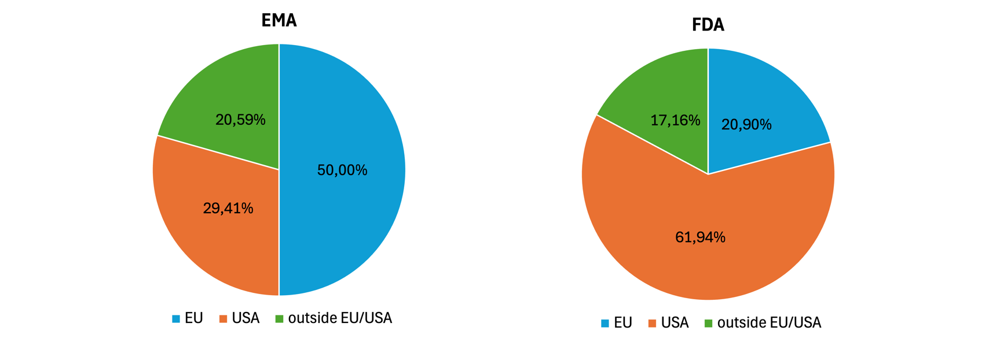 EMA
20,59%
50,00%
29,41%
EU USA outside EU/USA
FDA
17,16%
20,90%
61,94%
EU USA outside EU/USA